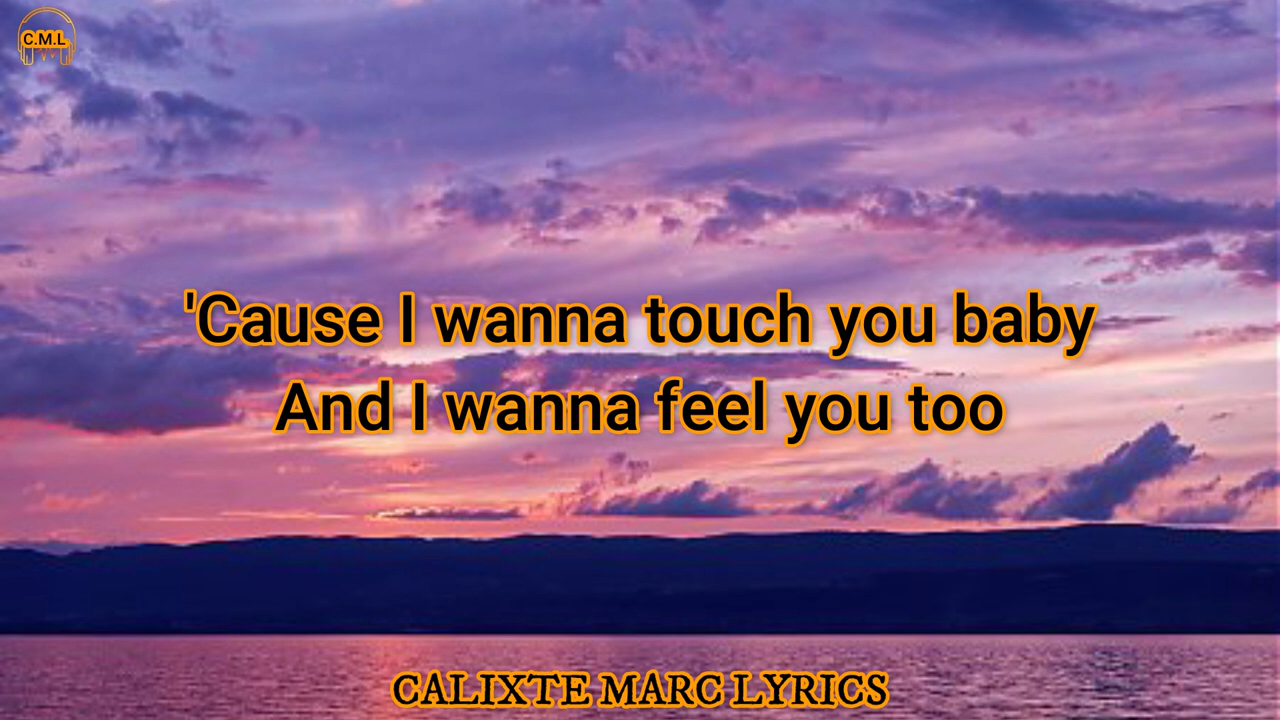 C.M.L
'Cause I wanna touch you baby
And I wanna feel you too
CALIXTE MARC LYRICS